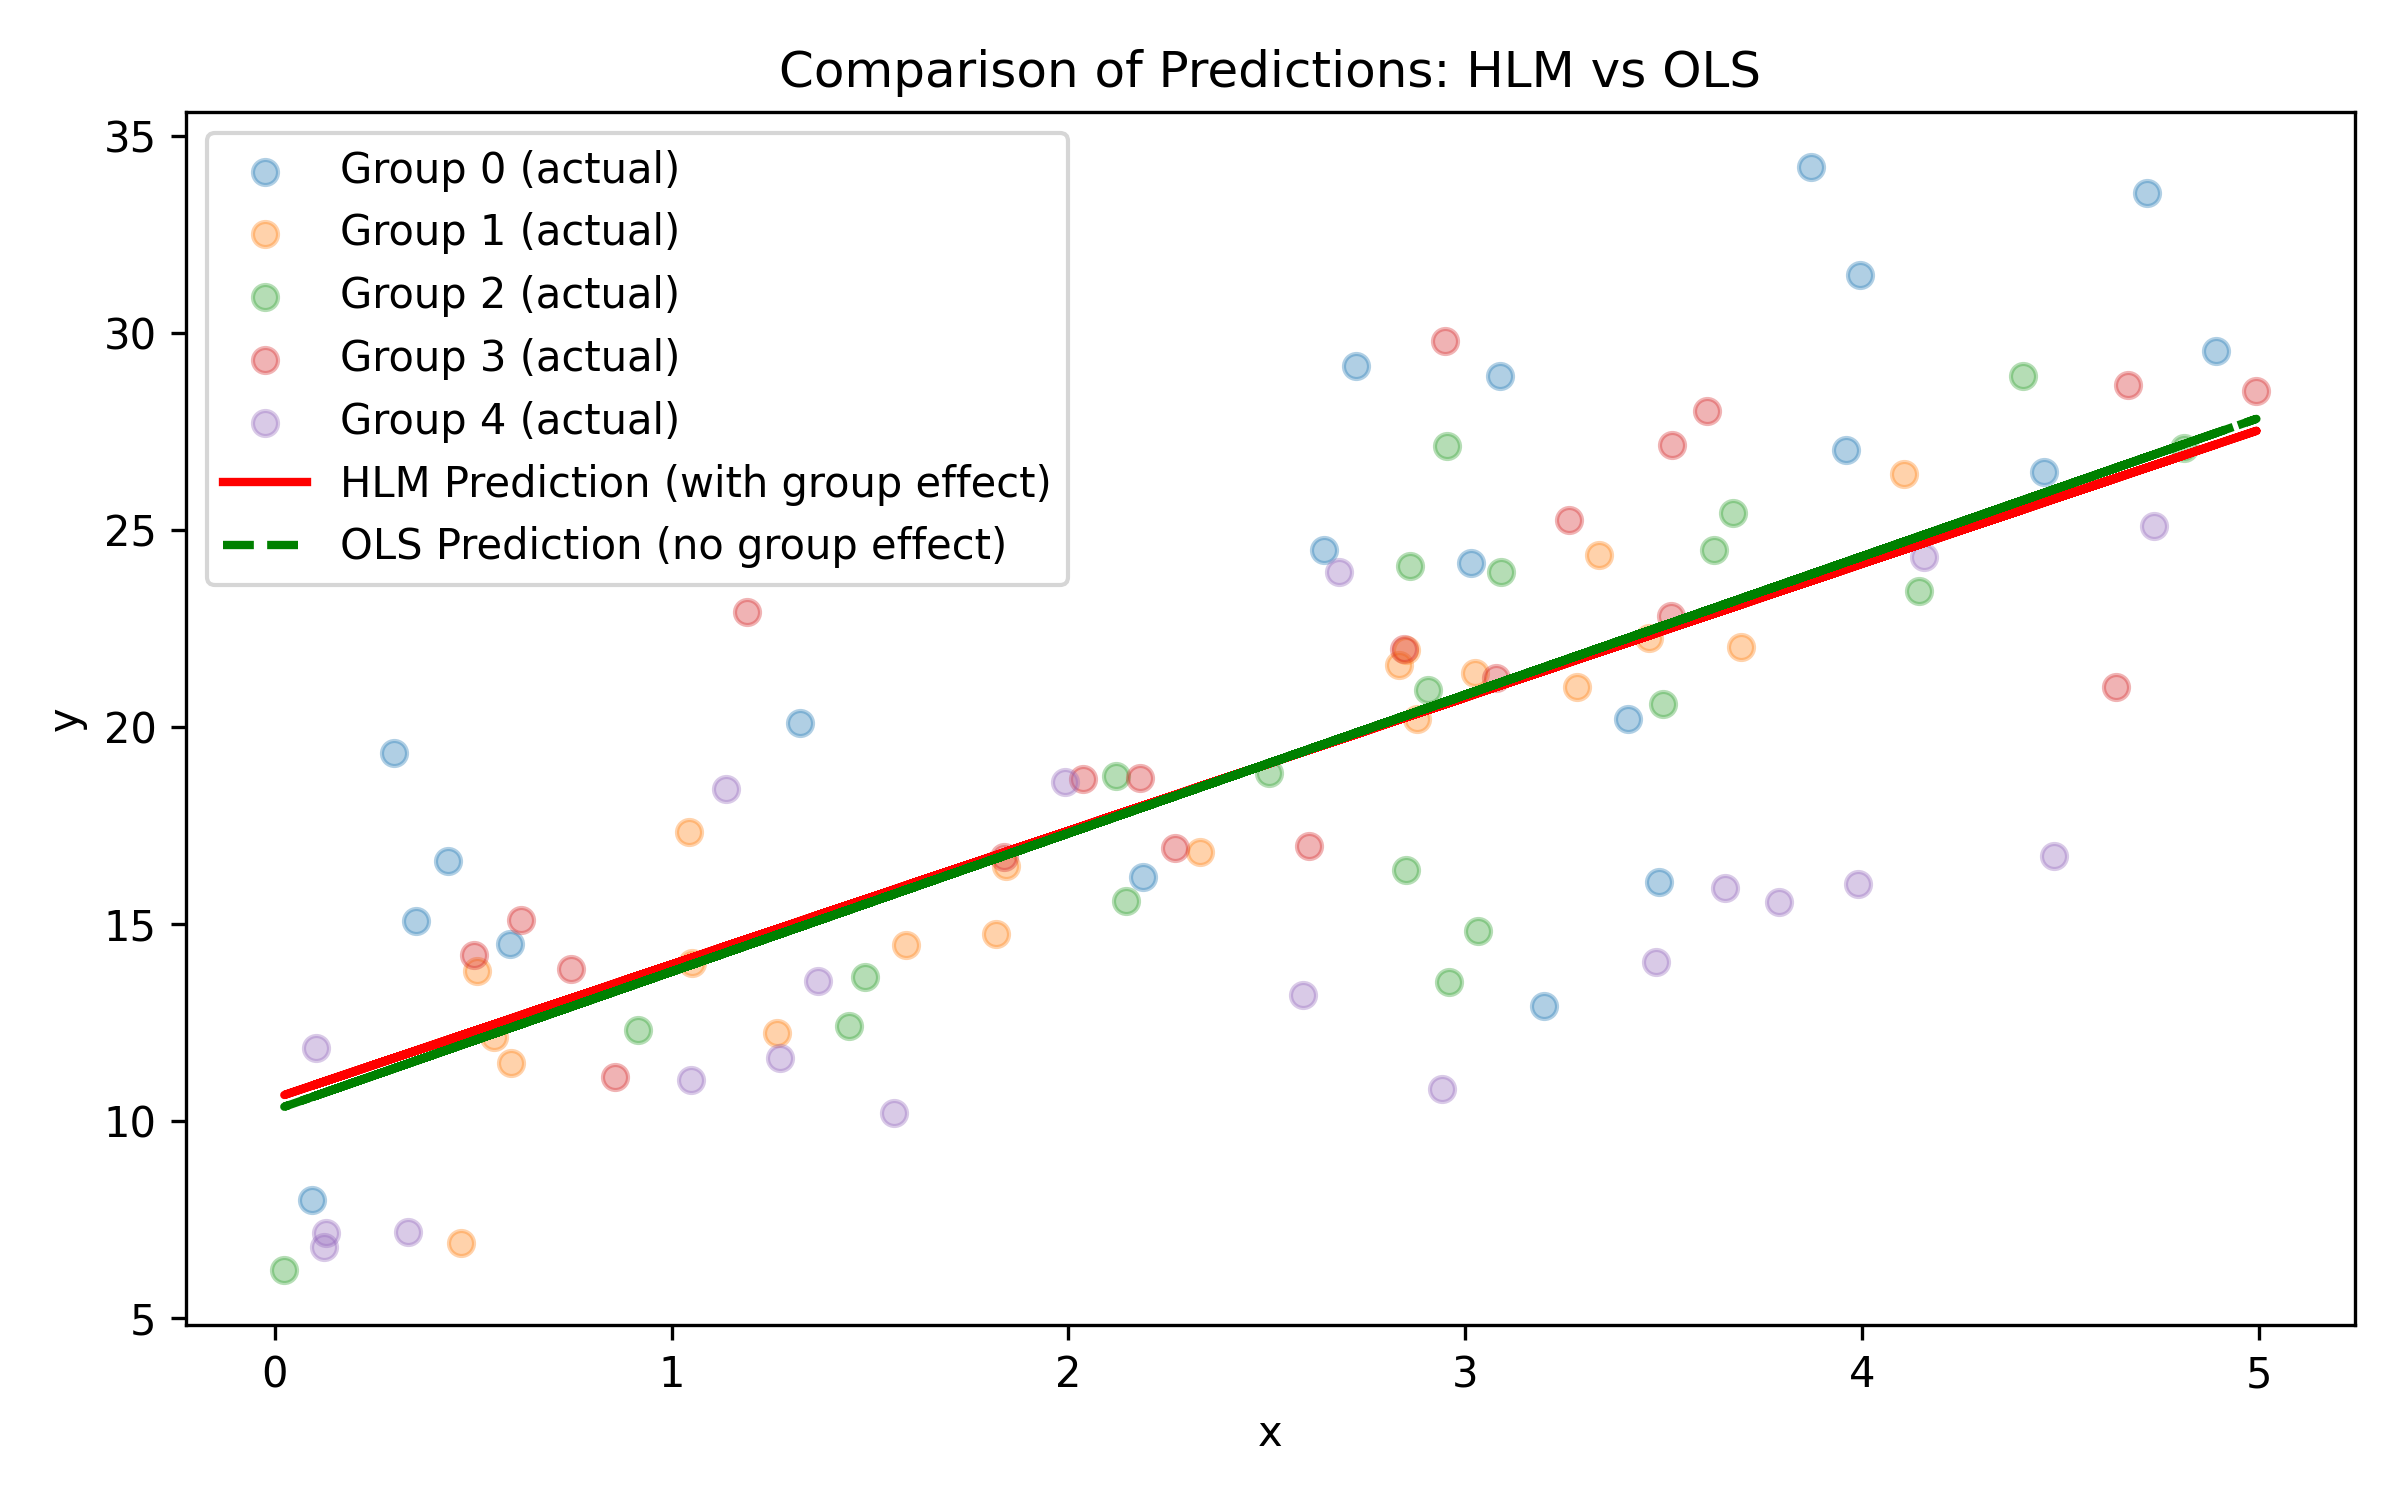 Comparison of Predictions: HLM vs OLS
Group 0 (actual)
Group 1 (actual)
Group 2 (actual)
Group 3 (actual)
Group 4 (actual)
HLM Prediction (with group effect)
OLS Prediction (no group effect)
35
30
25
20
15
10
5
y
0 1 2 3 4 5
x